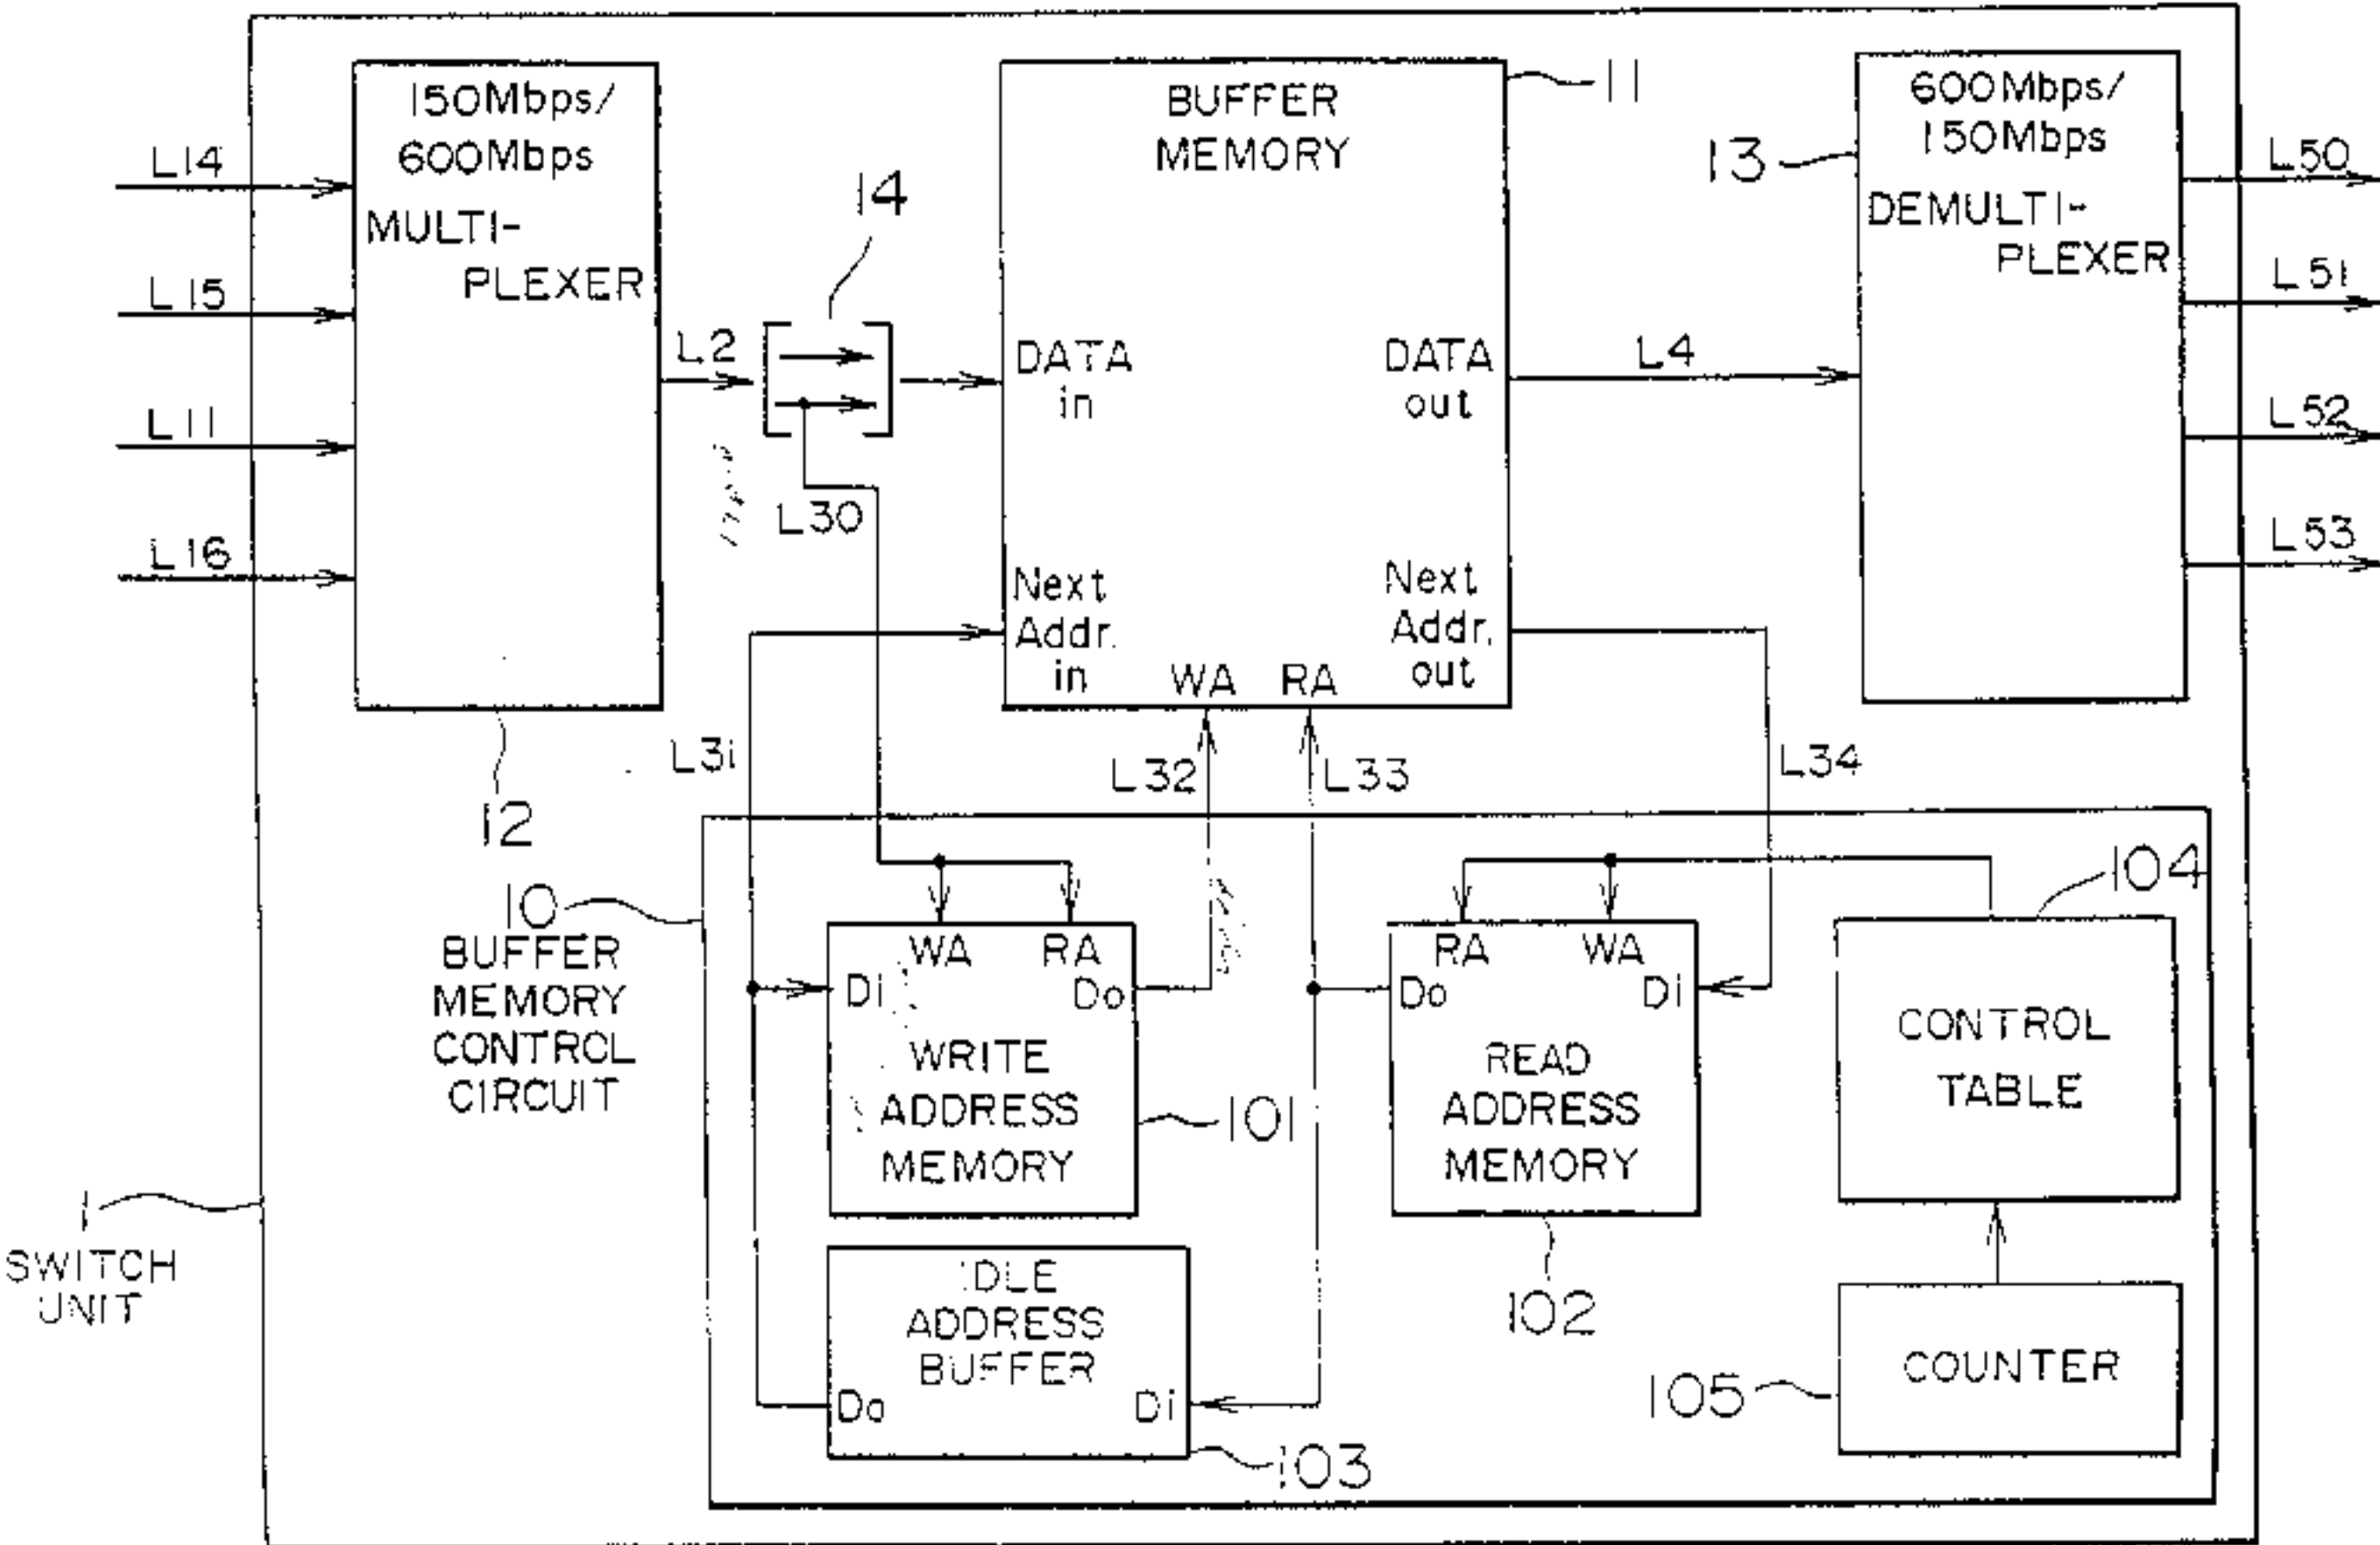 150Mbps/
600Mbps
MULTI-
PLEXER
L14
L15
L11
L16
12
L2
14
L30
BUFFER
MEMORY
11
DATA
in
DATA
out
Next
Addr.
in
Next
Addr.
out
WA
RA
L4
600Mbps/
150Mbps
DEMULTI-
PLEXER
13
L50
L51
L52
L53
L31
L32
L33
L34
10
BUFFER
MEMORY
CONTROL
CIRCUIT
WA
RA
Di
Do
WRITE
ADDRESS
MEMORY
101
RA
WA
Do
Di
READ
ADDRESS
MEMORY
102
104
CONTROL
TABLE
1
SWITCH
UNIT
IDLE
ADDRESS
BUFFER
Do
Di
103
105
COUNTER